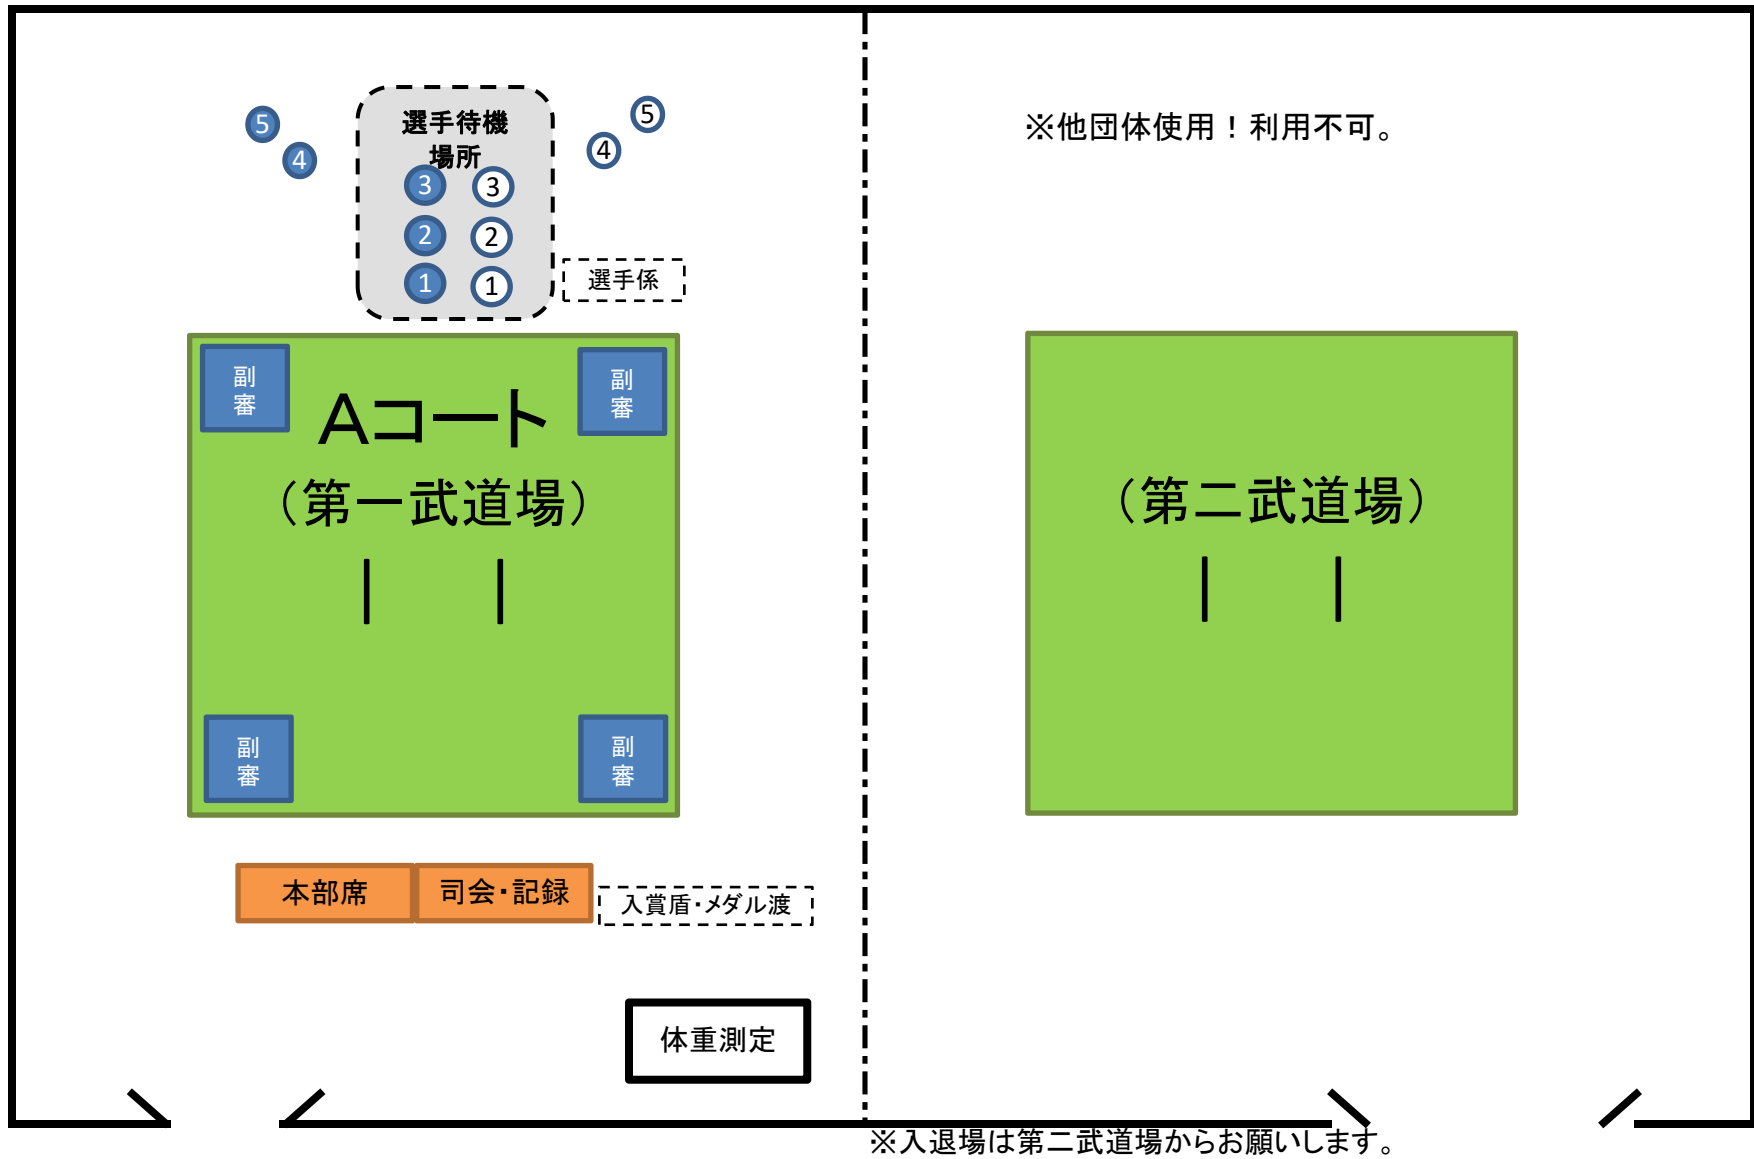 選手待機
場所
5
4
5
4
3
3
2
2
1
1
選手係
※他団体使用！利用不可。
副
審
副
審
Aコート
（第一武道場）
（第二武道場）
副
審
副
審
本部席
司会・記録
入賞盾・メダル渡
体重測定
※入退場は第二武道場からお願いします。